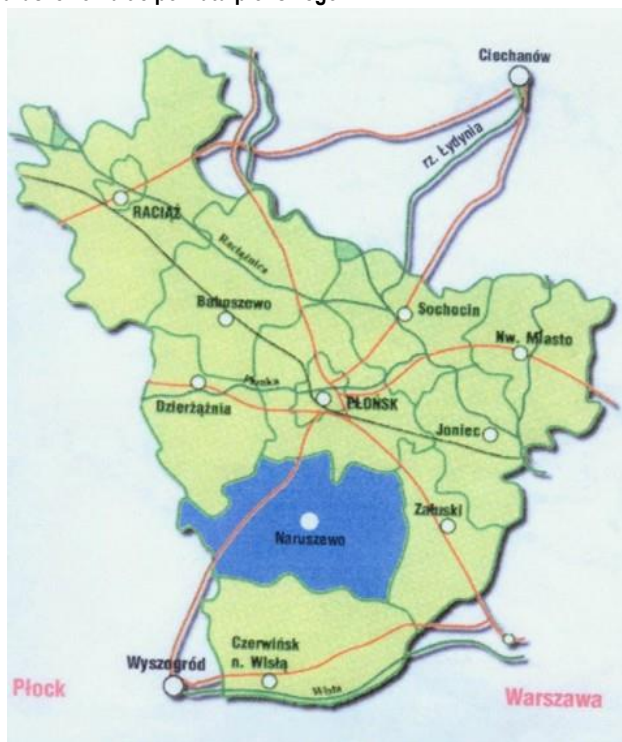 Ciechanów
rz. Łydynia
RACIĄŻ
Raciążnica
Baboszewo
Sochocin
Nw. Miasto
Płonka
Dzierżążnia
PŁOŃSK
Joniec
Załuski
Naruszewo
Czerwińsk
n. Wisłą
Wyszogród
Wisła
Płock
Warszawa